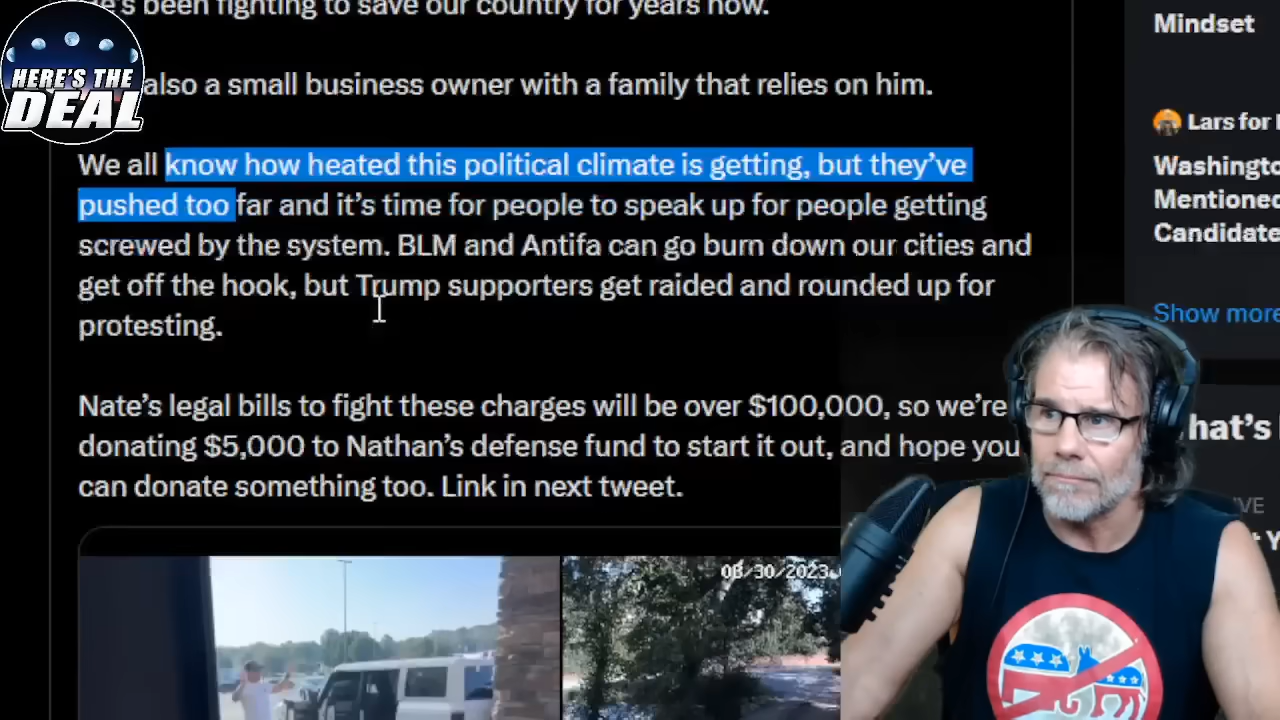 He's been fighting to save our country for years now.
HERE'S THE
DEAL
also a small business owner with a family that relies on him.
We all know how heated this political climate is getting, but they've
pushed too far and it's time for people to speak up for people getting
screwed by the system. BLM and Antifa can go burn down our cities and
get off the hook, but Trump supporters get raided and rounded up for
protesting.
Nate's legal bills to fight these charges will be over $100,000, so we're
donating $5,000 to Nathan's defense fund to start it out, and hope you
can donate something too. Link in next tweet.
08/30/2023
Mindset
Lars for
Washingto
Mentioned
Candidate
Show more
hat's